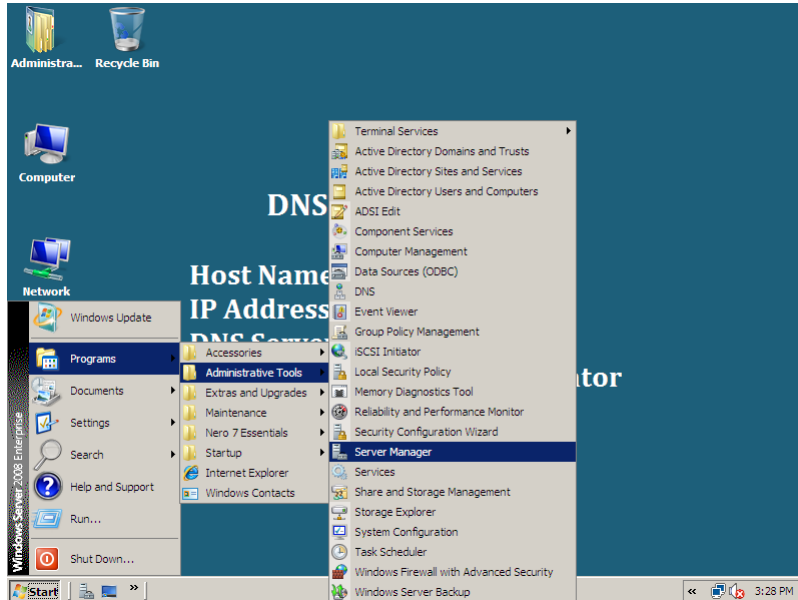 Administra...
Recycle Bin
Computer
Network
DNS
Host Name
IP Address
DNS Server
tor
Windows Server 2008 Enterprise
Windows Update
Programs
Documents
Settings
Search
Help and Support
Run...
Shut Down...
Accessories
Administrative Tools
Extras and Upgrades
Maintenance
Nero 7 Essentials
Startup
Internet Explorer
Windows Contacts
Terminal Services
Active Directory Domains and Trusts
Active Directory Sites and Services
Active Directory Users and Computers
ADSI Edit
Component Services
Computer Management
Data Sources (ODBC)
DNS
Event Viewer
Group Policy Management
iSCSI Initiator
Local Security Policy
Memory Diagnostics Tool
Reliability and Performance Monitor
Security Configuration Wizard
Server Manager
Services
Share and Storage Management
Storage Explorer
System Configuration
Task Scheduler
Windows Firewall with Advanced Security
Windows Server Backup
Start
3:28 PM